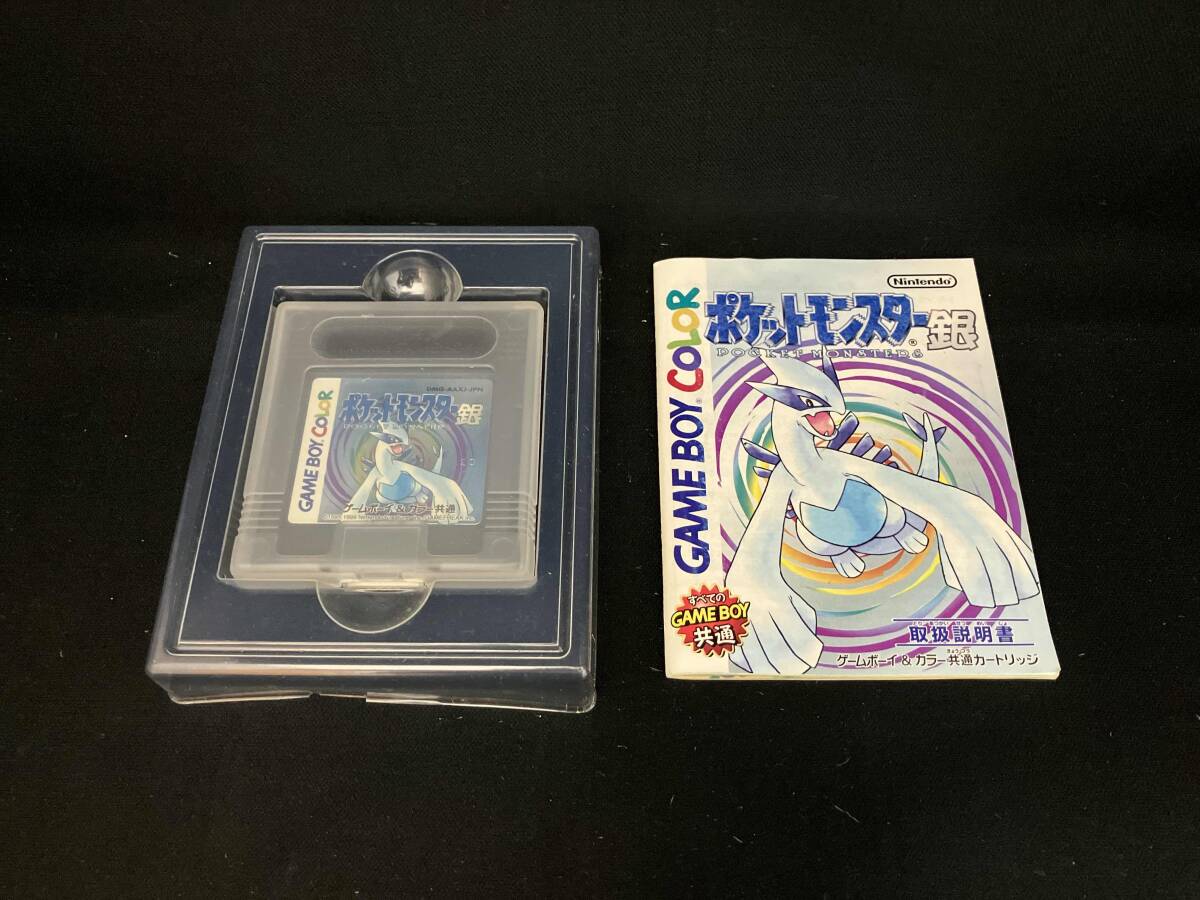 DMG-AAXJ-JPN
GAME BOY COLOR
ポケットモンスター銀
ゲームボーイ&カラー共通
Nintendo
GAME BOY COLOR
ポケットモンスター銀
POCKET MONSTERS
すべての
GAME BOY
共通
取扱説明書
ゲームボーイ&カラー共通カートリッジ